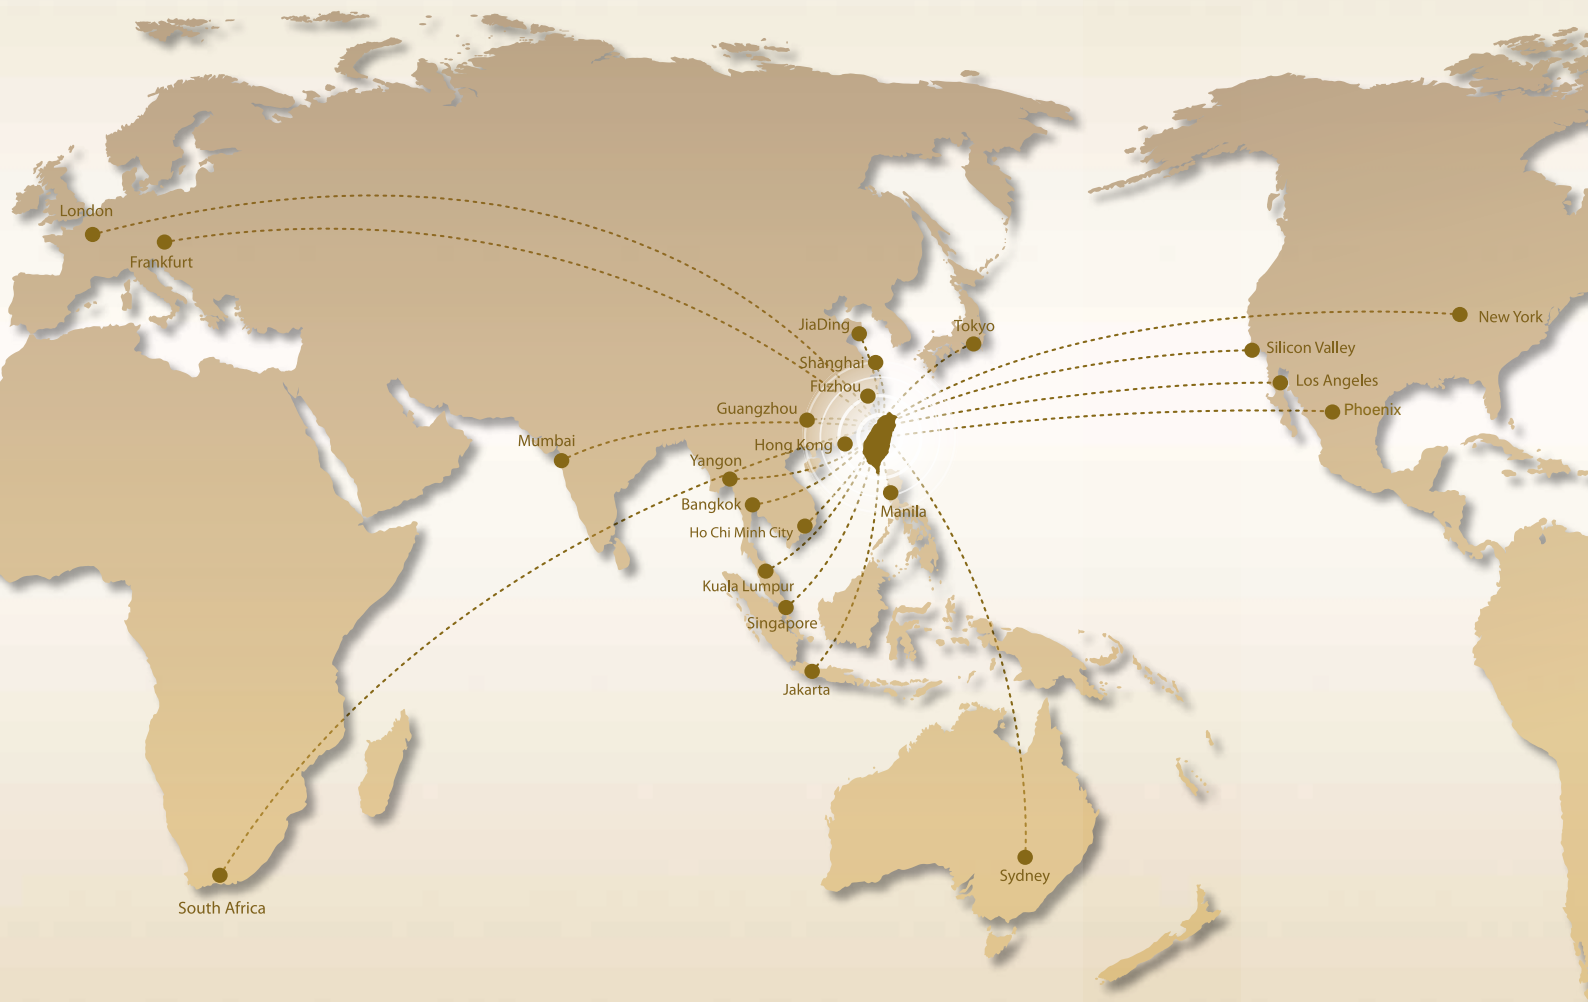 London
Frankfurt
JiaDing
Tokyo
New York
Shanghai
Silicon Valley
Fuzhou
Los Angeles
Guangzhou
Phoenix
Mumbai
Hong Kong
Yangon
Bangkok
Manila
Ho Chi Minh City
Kuala Lumpur
Singapore
Jakarta
Sydney
South Africa